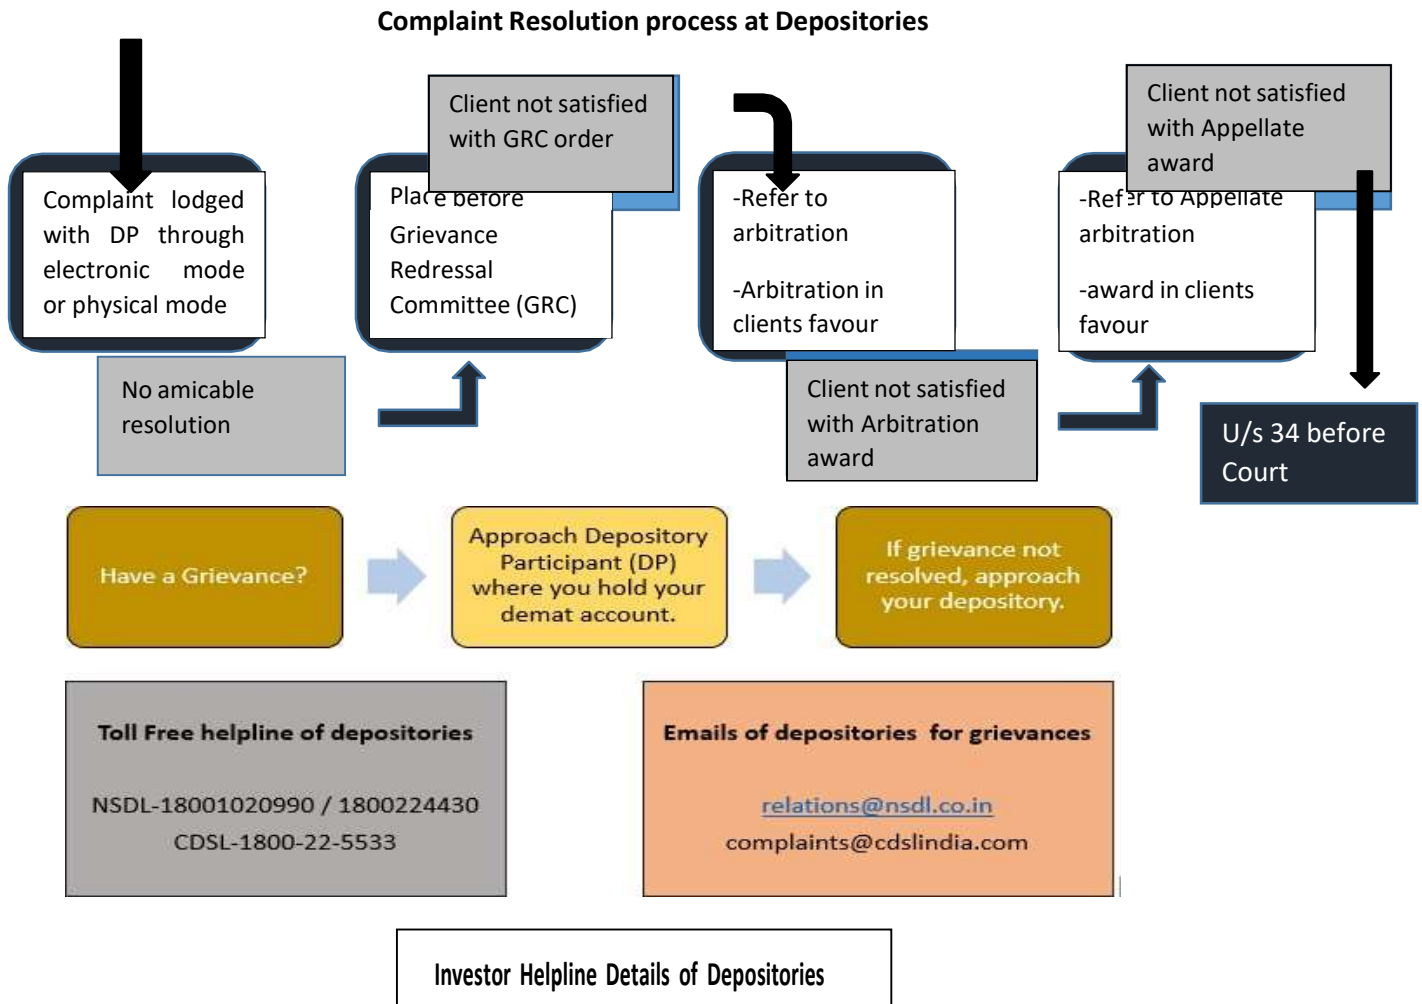 Complaint Resolution process at Depositories
Complaint lodged
with DP through
electronic mode
or physical mode
No amicable
resolution
Place before
Grievance
Redressal
Committee (GRC)
Client not satisfied
with GRC order
-Refer to
arbitration
-Arbitration in
clients favour
Client not satisfied
with Arbitration
award
-Refer to Appellate
arbitration
-award in clients
favour
Client not satisfied
with Appellate
award
U/s 34 before
Court
Have a Grievance?
Approach Depository
Participant (DP)
where you hold your
demat account.
If grievance not
resolved, approach
your depository.
Toll Free helpline of depositories
NSDL-18001020990 / 1800224430
CDSL-1800-22-5533
Emails of depositories for grievances
relations@nsdl.co.in
complaints@cdslindia.com
Investor Helpline Details of Depositories